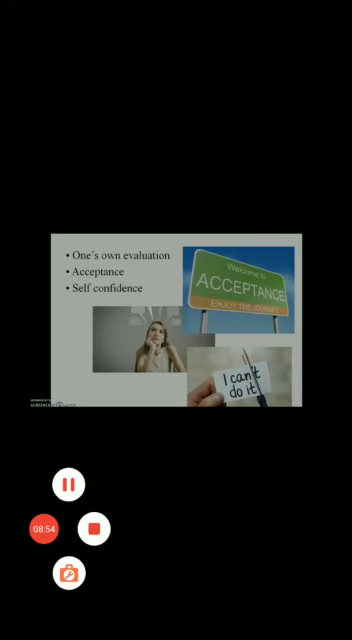 • One's own evaluation
• Acceptance
• Self confidence
Welcome to
ACCEPTANCE
ENJOY THE JOURNEY
I can't
do it
08:54